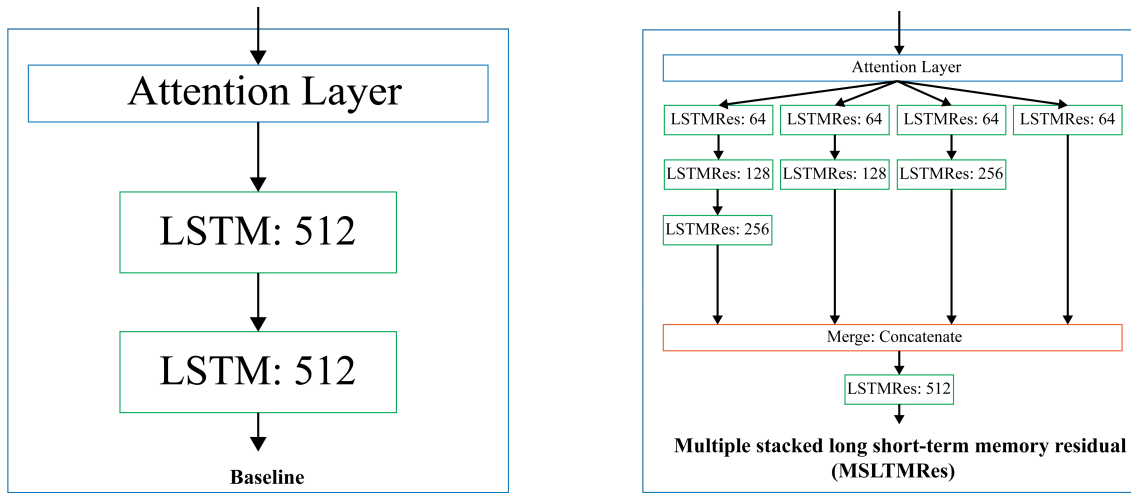 Attention Layer
LSTM: 512
LSTM: 512
Baseline
Attention Layer
LSTMRes: 64
LSTMRes: 64
LSTMRes: 64
LSTMRes: 64
LSTMRes: 128
LSTMRes: 128
LSTMRes: 256
LSTMRes: 256
Merge: Concatenate
LSTMRes: 512
Multiple stacked long short-term memory residual
(MSLTMRes)